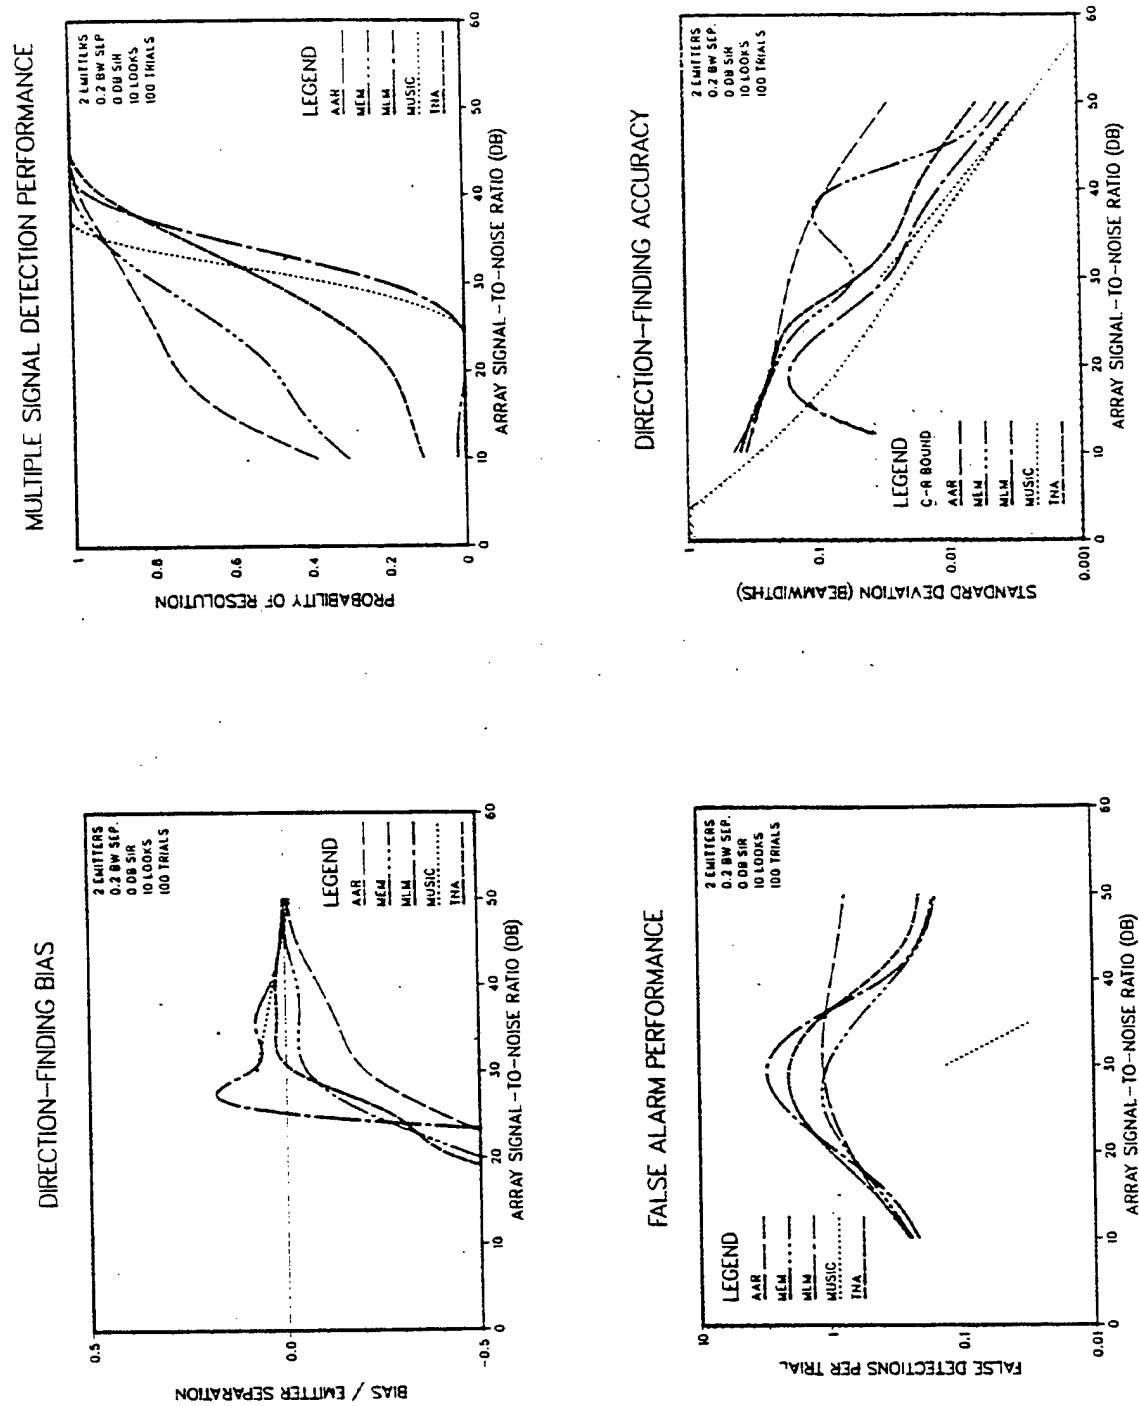 DIRECTION-FINDING BIAS
2 EMITTERS
0.2 BW SEP.
0 DB SIR
10 LOOKS
100 TRIALS
LEGEND
AAR
MEM
MLM
MUSIC
TNA
0.5
0.0
-0.5
BIAS / EMITTER SEPARATION
0
10
20
30
40
50
60
ARRAY SIGNAL-TO-NOISE RATIO (DB)
MULTIPLE SIGNAL DETECTION PERFORMANCE
2 EMITTERS
0.2 BW SEP
0 DB SIR
10 LOOKS
100 TRIALS
LEGEND
AAR
MEM
MLM
MUSIC
TNA
1
0.8
0.6
0.4
0.2
0
PROBABILITY OF RESOLUTION
0
10
20
30
40
50
60
ARRAY SIGNAL-TO-NOISE RATIO (DB)
FALSE ALARM PERFORMANCE
2 EMITTERS
0.2 BW SEP.
0 DB SIR
10 LOOKS
100 TRIALS
LEGEND
AAR
MEM
MLM
MUSIC
TNA
10
1
0.1
0.01
FALSE DETECTIONS PER TRIAL
0
10
20
30
40
50
60
ARRAY SIGNAL-TO-NOISE RATIO (DB)
DIRECTION-FINDING ACCURACY
2 EMITTERS
0.2 BW SEP.
0 DB SIR
10 LOOKS
100 TRIALS
LEGEND
C-R BOUND
AAR
MEM
MLM
MUSIC
TNA
1
0.1
0.01
0.001
STANDARD DEVIATION (BEAMWIDTHS)
0
10
20
30
40
50
60
ARRAY SIGNAL-TO-NOISE RATIO (DB)